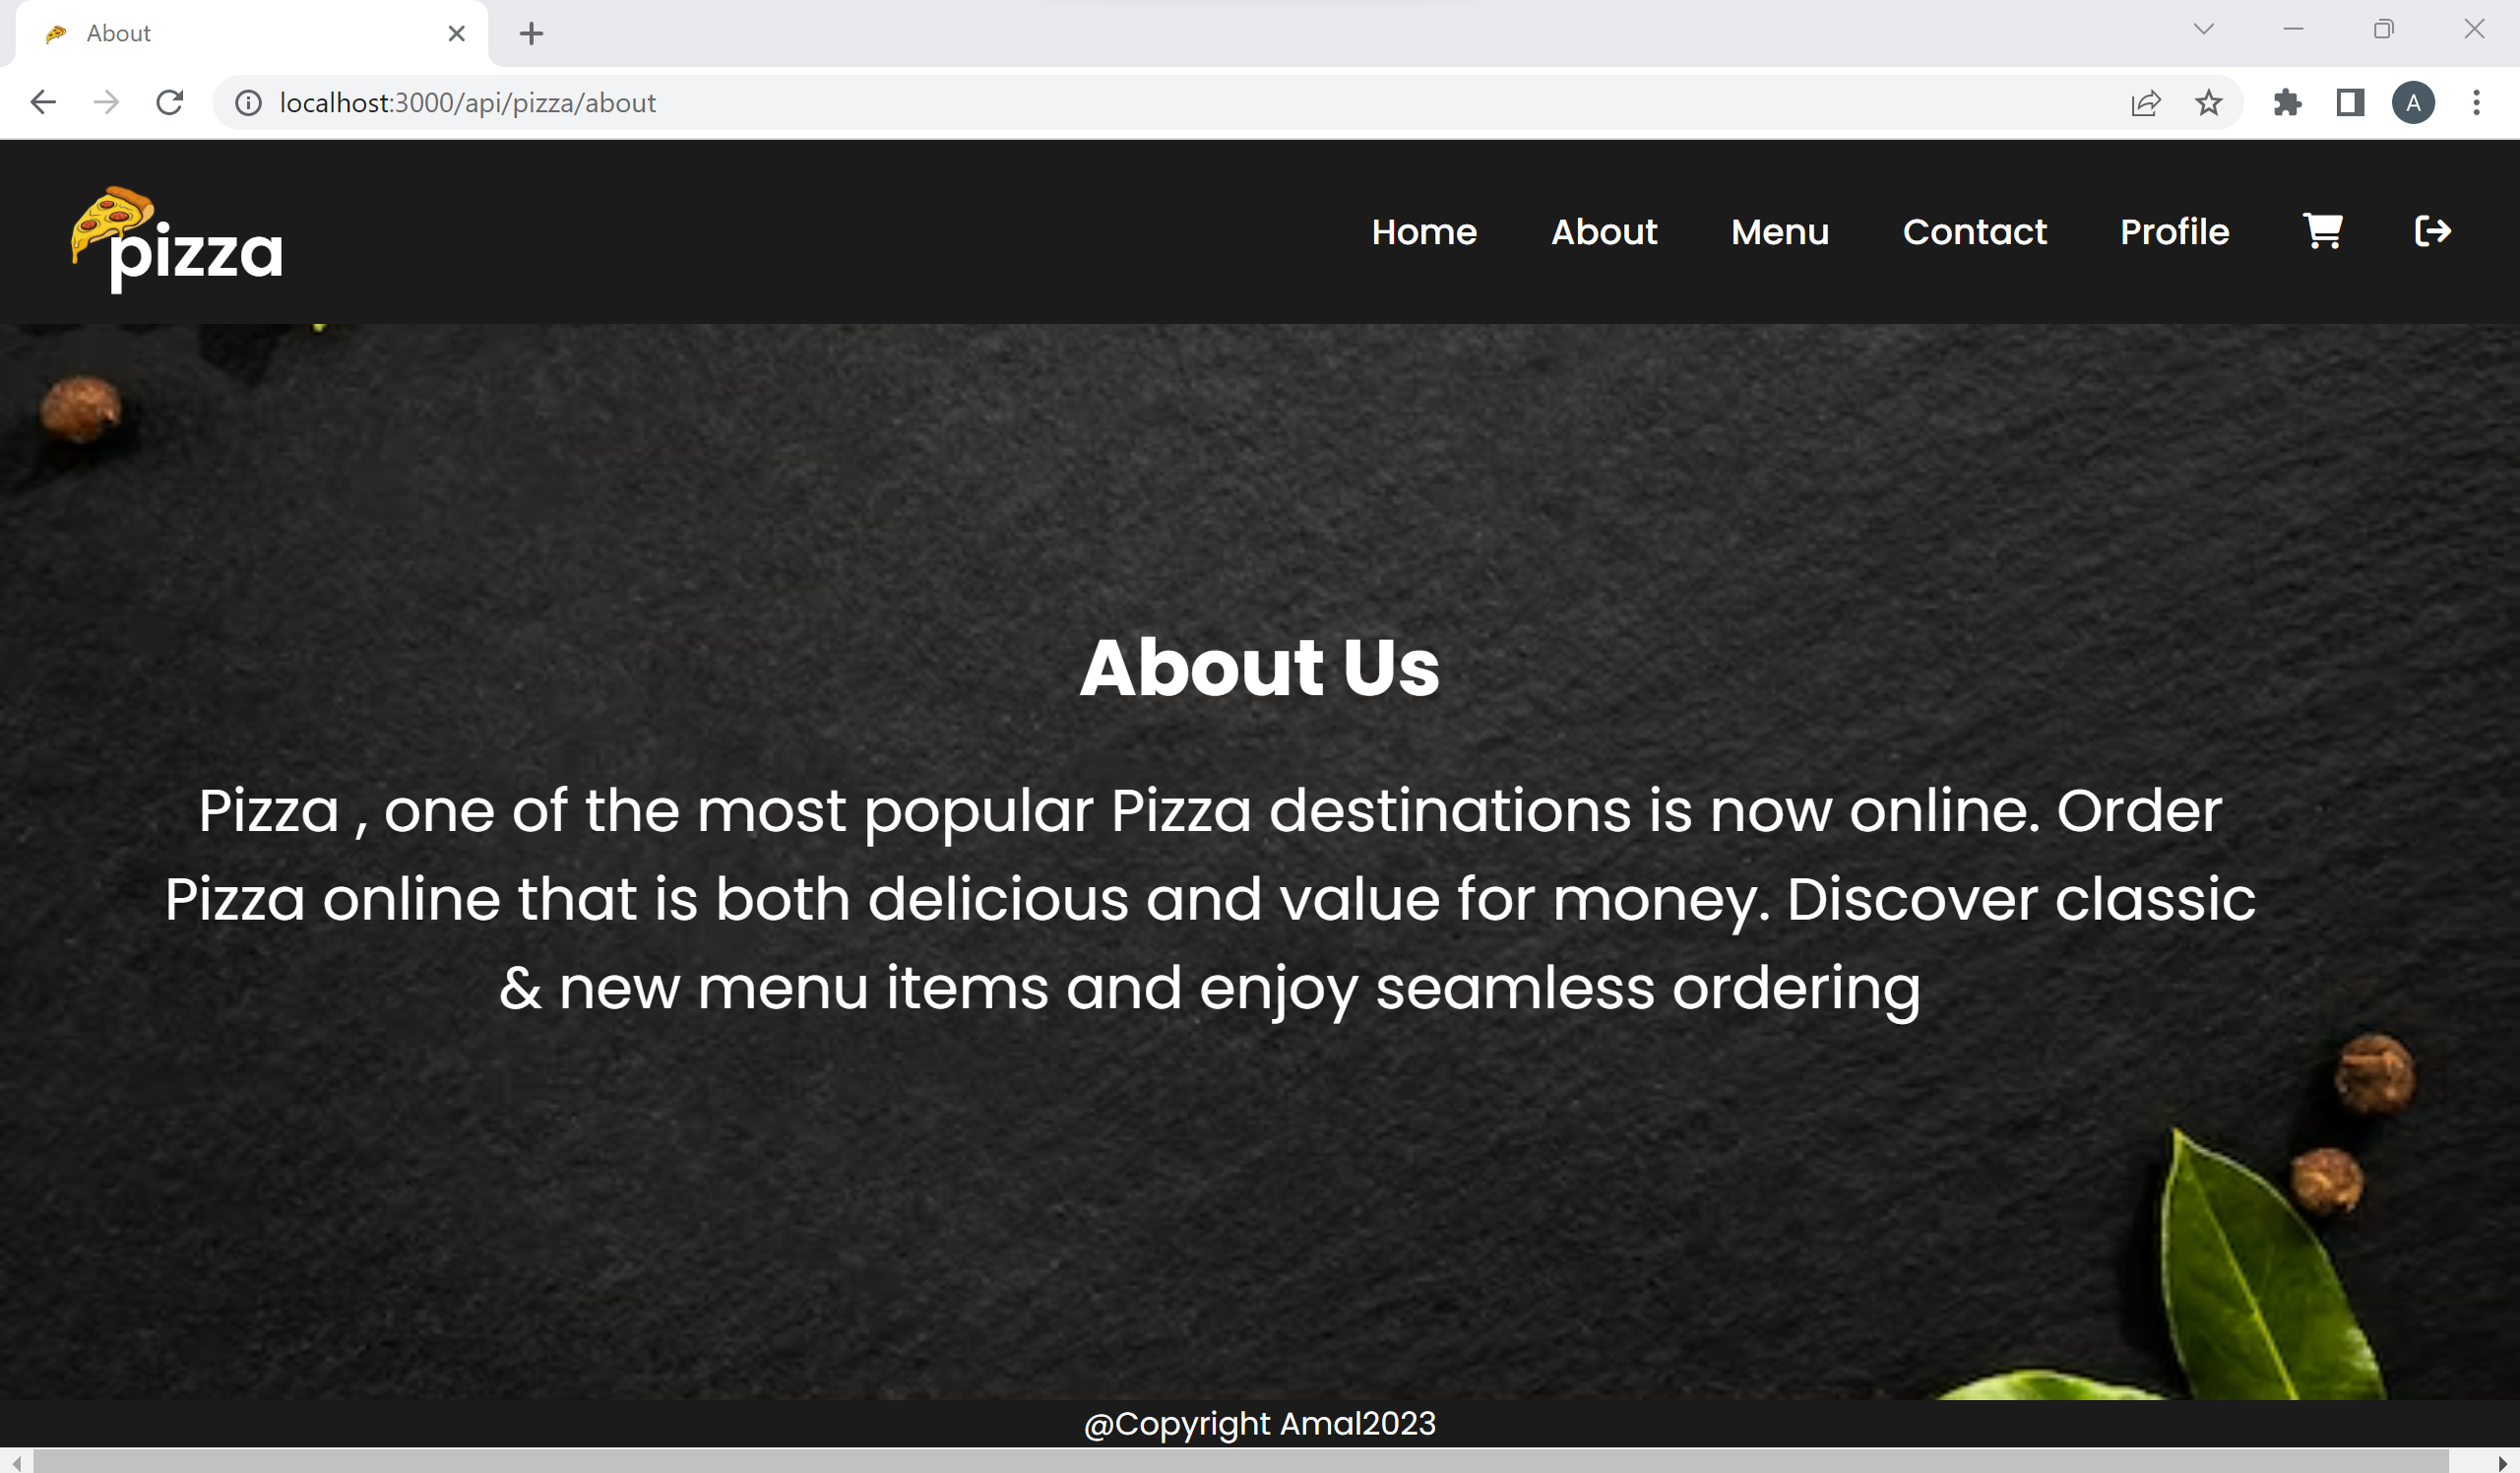 About
localhost:3000/api/pizza/about
A
pizza
Home About Menu Contact Profile
About Us
Pizza , one of the most popular Pizza destinations is now online. Order
Pizza online that is both delicious and value for money. Discover classic
& new menu items and enjoy seamless ordering
@Copyright Amal2023